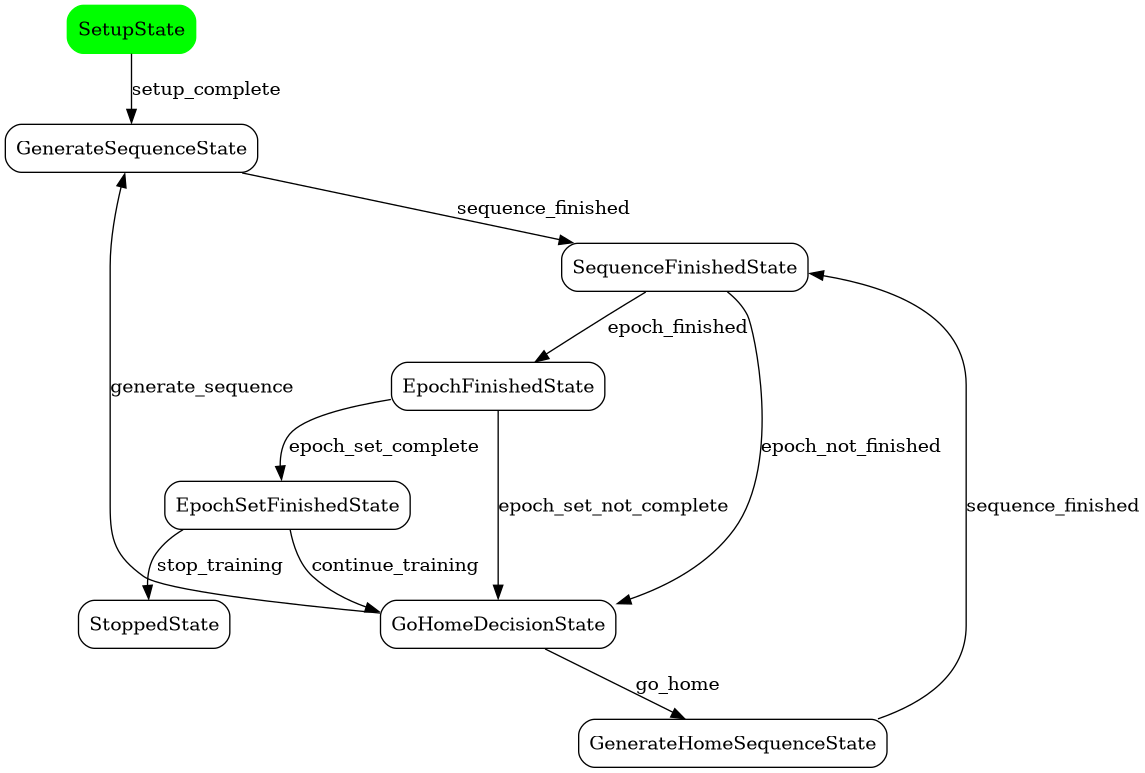 SetupState
setup_complete
GenerateSequenceState
sequence_finished
SequenceFinishedState
epoch_finished
EpochFinishedState
generate_sequence
epoch_set_complete
epoch_not_finished
EpochSetFinishedState
epoch_set_not_complete
sequence_finished
stop_training
continue_training
StoppedState
GoHomeDecisionState
go_home
GenerateHomeSequenceState